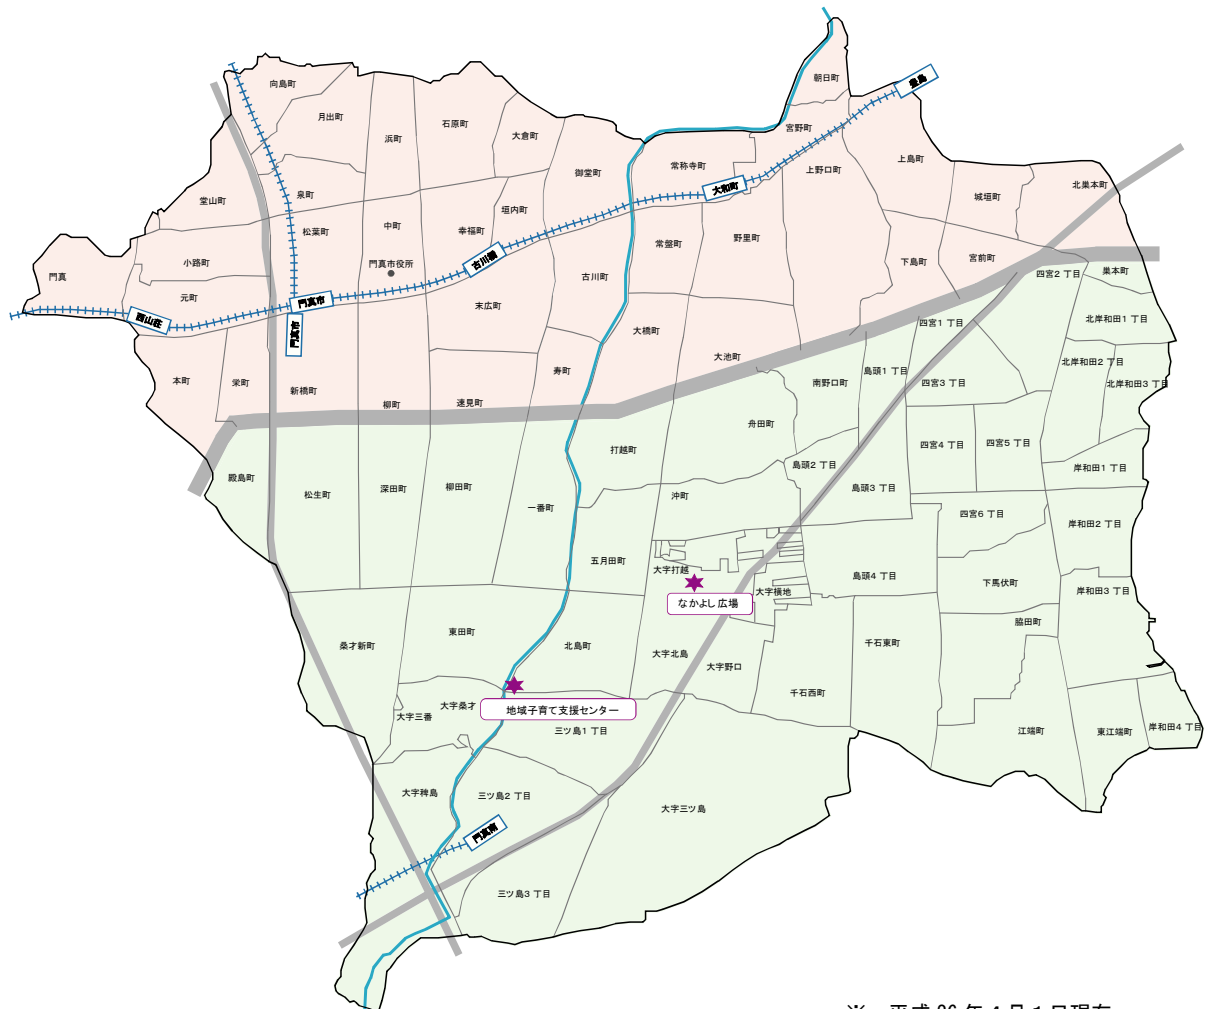 朝日町
萱島
向島町
月出町
石原町
大倉町
宮野町
浜町
常称寺町
上野口町
上島町
御堂町
大和町
北巣本町
城垣町
堂山町
泉町
垣内町
松葉町
中町
幸福町
常盤町
野里町
小路町
門真市役所
古川橋
下島町
宮前町
門真
古川町
四宮2 丁目
巣本町
元町
門真市
末広町
西山荘
門真市
大橋町
四宮1 丁目
北岸和田1 丁目
大池町
北岸和田2 丁目
本町
栄町
新橋町
寿町
島頭1 丁目
南野口町
四宮3 丁目
北岸和田3 丁目
柳町
速見町
舟田町
打越町
四宮4 丁目
四宮5 丁目
島頭2 丁目
岸和田1 丁目
殿島町
松生町
深田町
柳田町
沖町
島頭3 丁目
一番町
四宮6 丁目
岸和田2 丁目
五月田町
大字打越
島頭4 丁目
下馬伏町
大字横地
岸和田3 丁目
なかよし広場
脇田町
東田町
桑才新町
北島町
大字北島
千石東町
大字野口
千石西町
大字桑才
地域子育て支援センター
大字三番
三ツ島1 丁目
江端町
東江端町
岸和田4 丁目
大字稗島
三ツ島2 丁目
大字三ツ島
門真南
三ツ島3 丁目